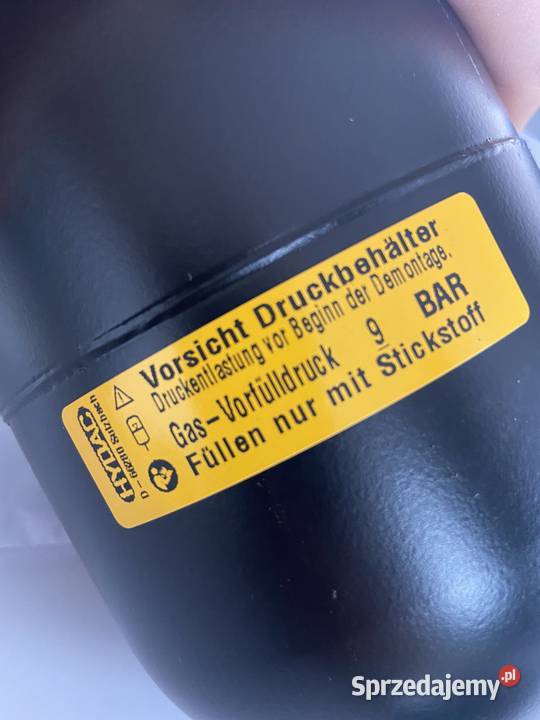 Vorsicht Druckbehälter
Druckentlastung vor Beginn der Demontage.
Gas-Vorfülldruck 9 BAR
Füllen nur mit Stickstoff
HYDAC
D-66280 Sulzbach
Sprzedajemy.pl